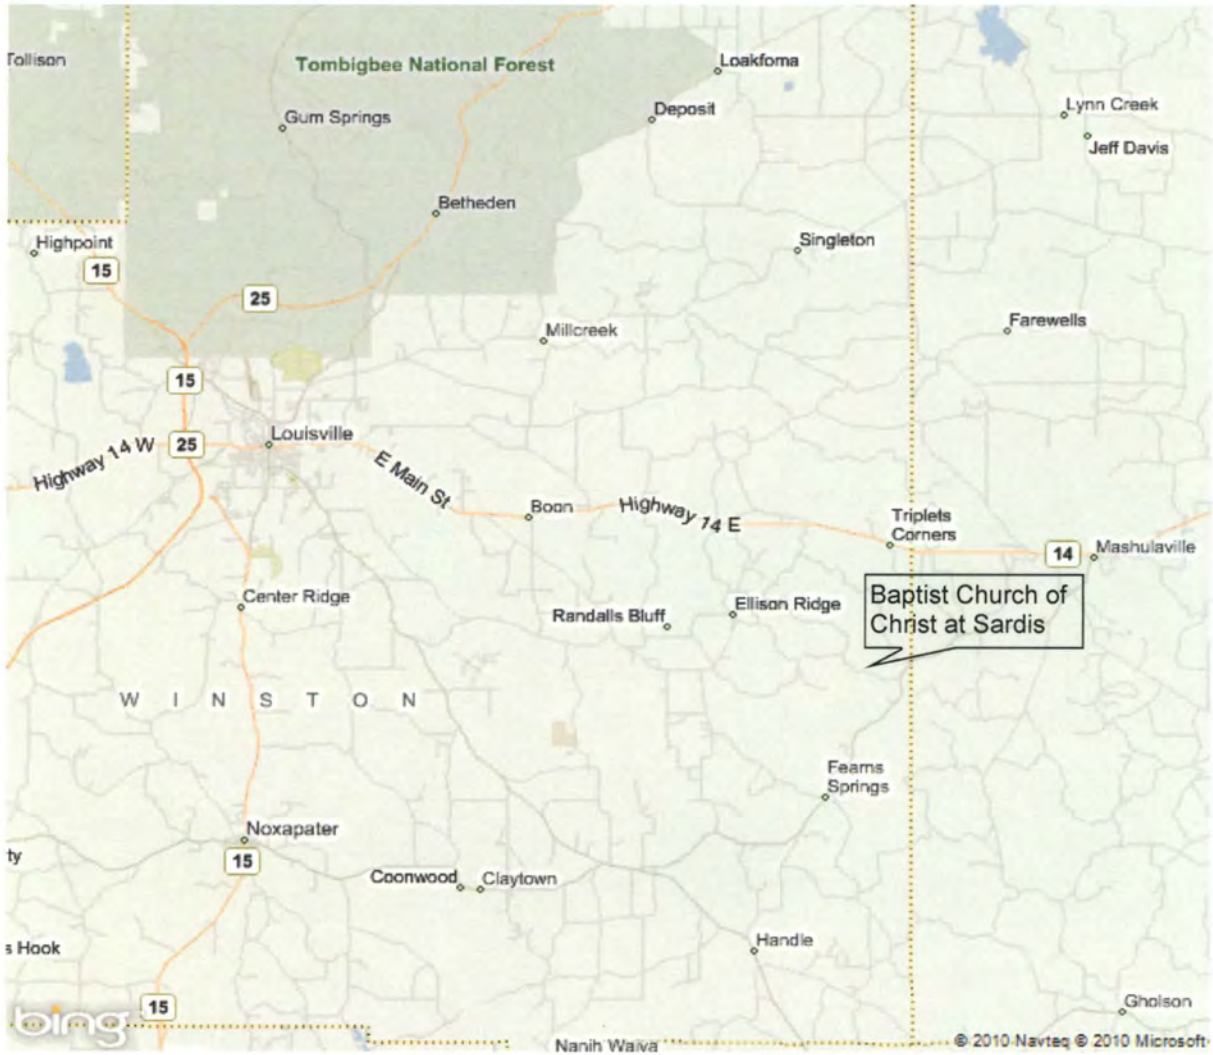 Tollison
Tombigbee National Forest
Loakfoma
Gum Springs
Deposit
Lynn Creek
Jeff Davis
Betheden
Highpoint
Singleton
15
25
Millcreek
Farewells
15
Louisville
Highway 14 W
25
E Main St
Boon
Highway 14 E
Triplets
Corners
14
Mashulaville
Center Ridge
Randalls Bluff
Ellison Ridge
Baptist Church of
Christ at Sardis
WINSTON
Fearns
Springs
Noxapater
15
ty
Coonwood
Claytown
s Hook
Handle
15
Gholson
bing
Nanih Waiya
© 2010 Navteq © 2010 Microsoft